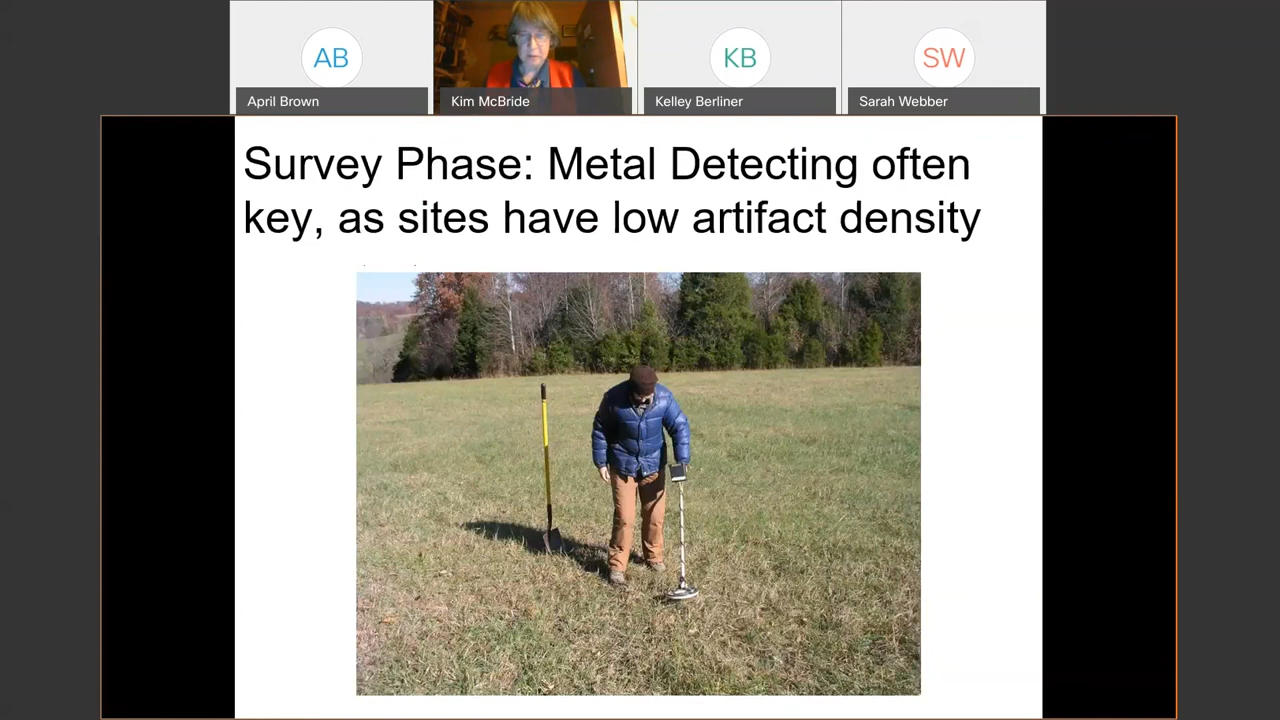 AB
April Brown
Kim McBride
KB
Kelley Berliner
SW
Sarah Webber
Survey Phase: Metal Detecting often
key, as sites have low artifact density